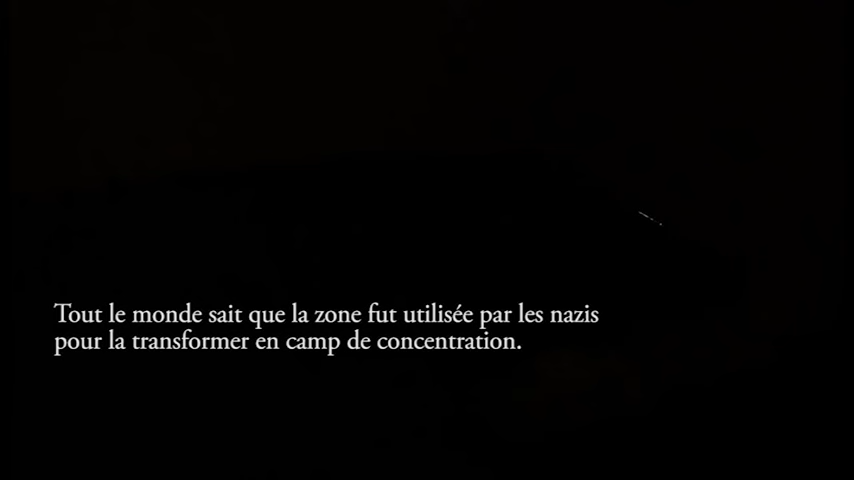 Tout le monde sait que la zone fut utilisée par les nazis
pour la transformer en camp de concentration.